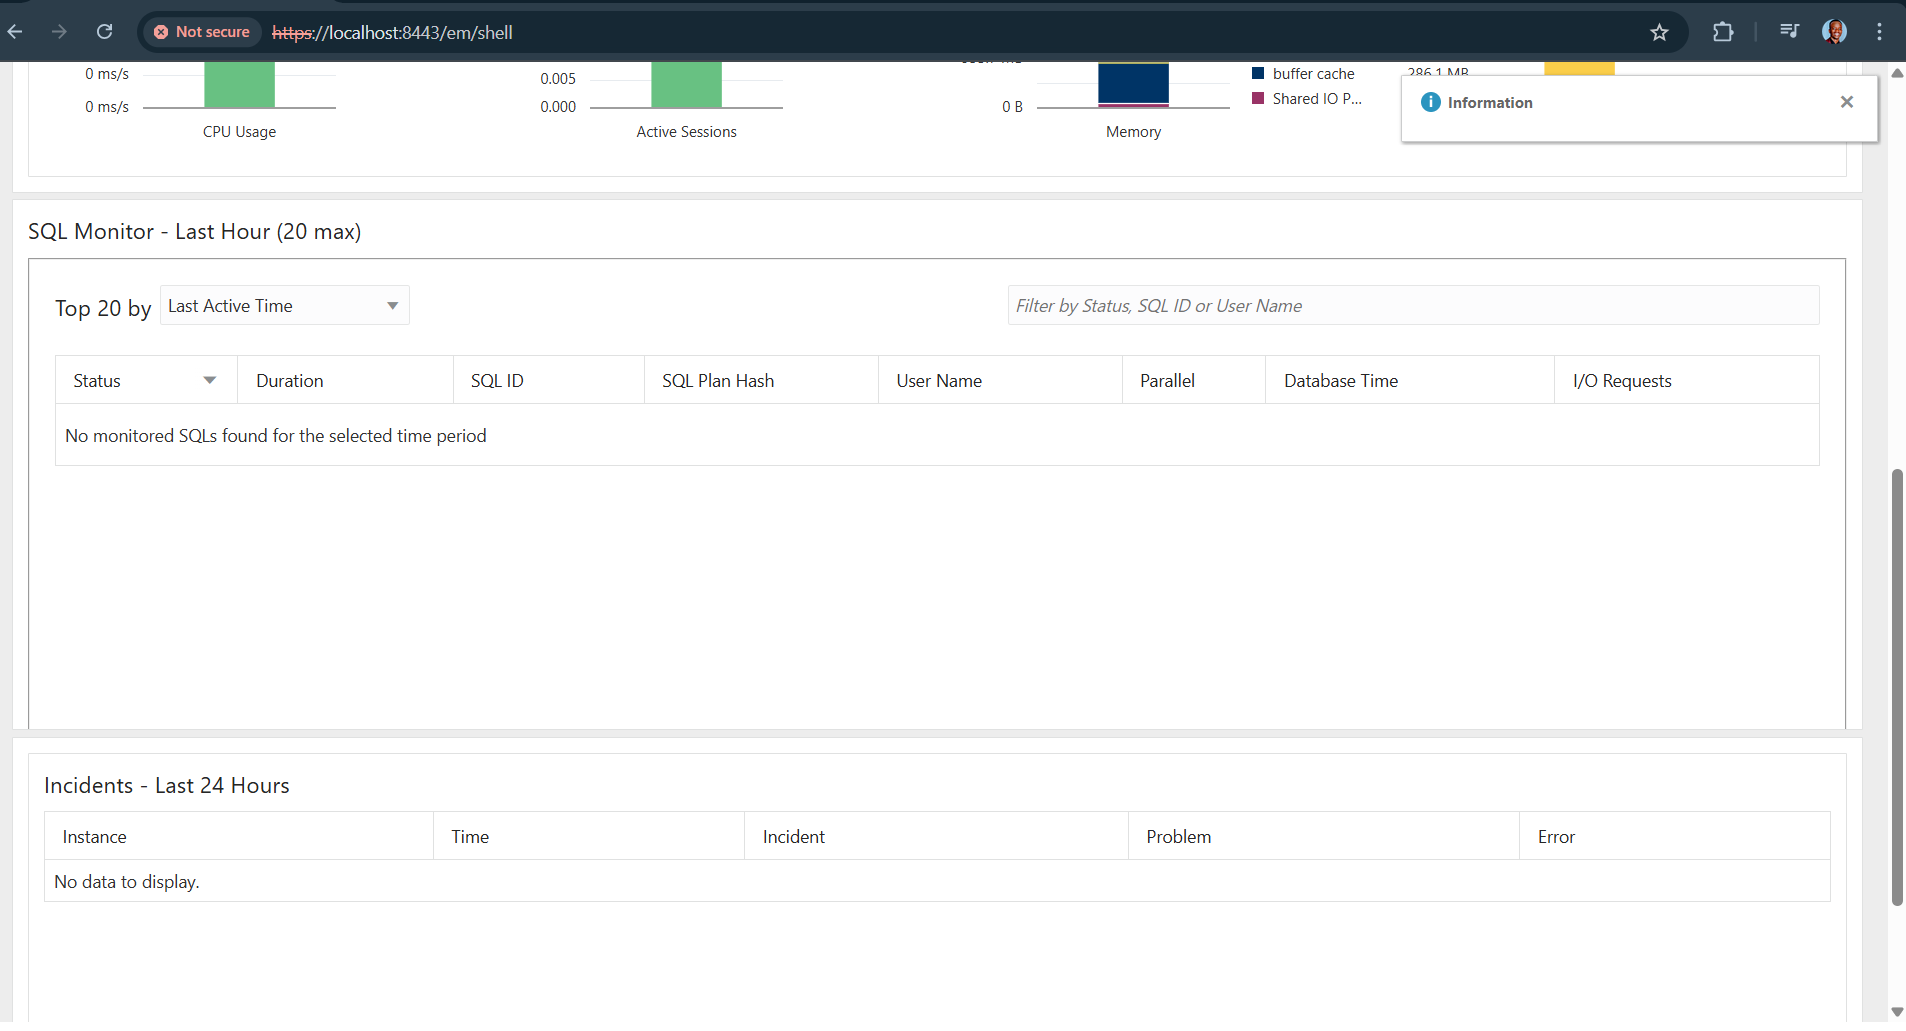 Not secure https://localhost:8443/em/shell
0 ms/s
0 ms/s
CPU Usage
0.005
0.000
Active Sessions
0 B
Memory
buffer cache
Shared IO P...
286.1 MB
Information
SQL Monitor - Last Hour (20 max)
Top 20 by Last Active Time
Filter by Status, SQL ID or User Name
Status Duration SQL ID SQL Plan Hash User Name Parallel Database Time I/O Requests
No monitored SQLs found for the selected time period
Incidents - Last 24 Hours
Instance Time Incident Problem Error
No data to display.